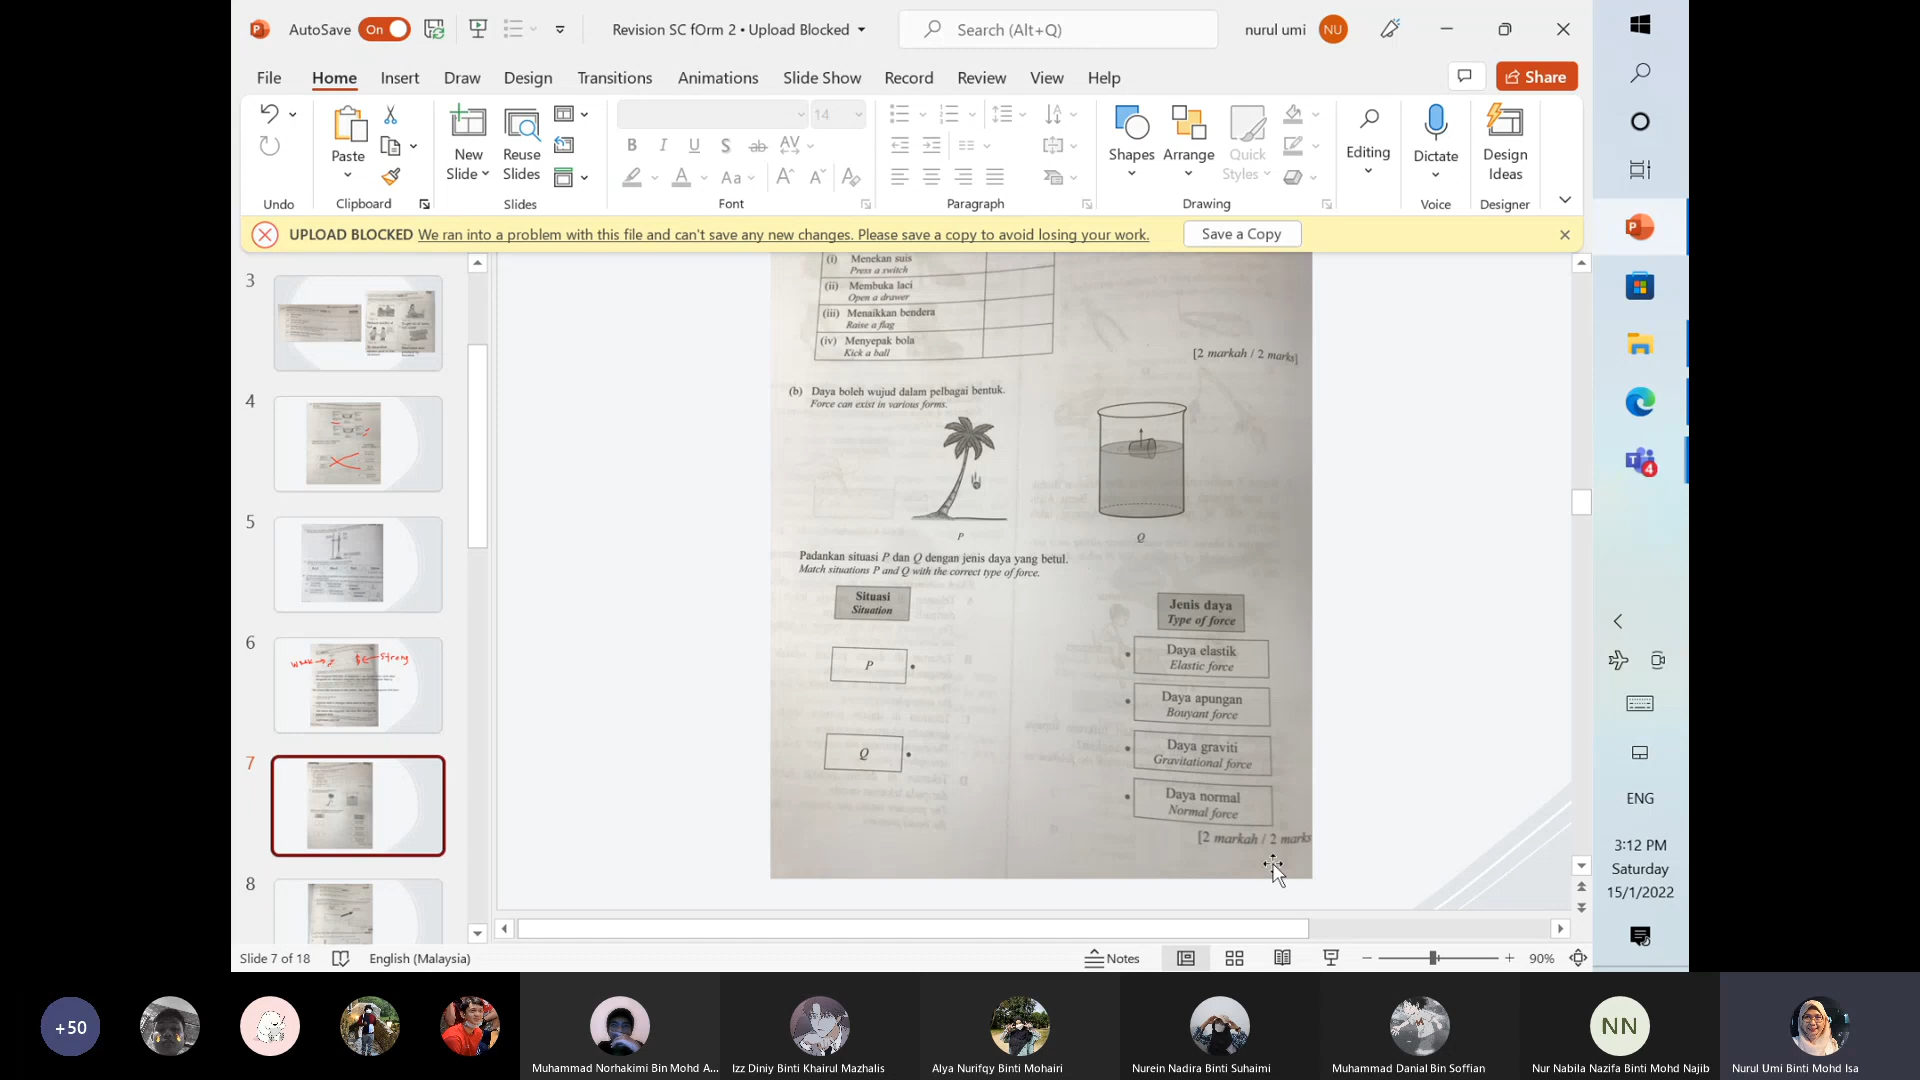 AutoSave On
Revision SC fOrm 2 • Upload Blocked
Search (Alt+Q)
nurul umi NU
File Home Insert Draw Design Transitions Animations Slide Show Record Review View Help
Share
14
Paste
New Slide
Reuse Slides
Shapes
Arrange
Quick Styles
Editing
Dictate
Design Ideas
Undo
Clipboard
Slides
Font
Paragraph
Drawing
Voice
Designer
UPLOAD BLOCKED We ran into a problem with this file and can't save any new changes. Please save a copy to avoid losing your work.
Save a Copy
3
4
5
6
Weak
Strong
7
8
(i) Menekan suis
Press a switch
(ii) Membuka laci
Open a drawer
(iii) Menaikkan bendera
Raise a flag
(iv) Menyepak bola
Kick a ball
[2 markah / 2 marks]
(b) Daya boleh wujud dalam pelbagai bentuk.
Force can exist in various forms.
P
Q
Padankan situasi P dan Q dengan jenis daya yang betul.
Match situations P and Q with the correct type of force.
Situasi
Situation
Jenis daya
Type of force
P
Q
Daya elastik
Elastic force
Daya apungan
Bouyant force
Daya graviti
Gravitational force
Daya normal
Normal force
[2 markah / 2 marks
Slide 7 of 18
English (Malaysia)
Notes
90%
4
ENG
3:12 PM
Saturday
15/1/2022
+50
Muhammad Norhakimi Bin Mohd A...
Izz Diniy Binti Khairul Mazhalis
Alya Nurifqy Binti Mohairi
Nurein Nadira Binti Suhaimi
Muhammad Danial Bin Soffian
NN
Nur Nabila Nazifa Binti Mohd Najib
Nurul Umi Binti Mohd Isa